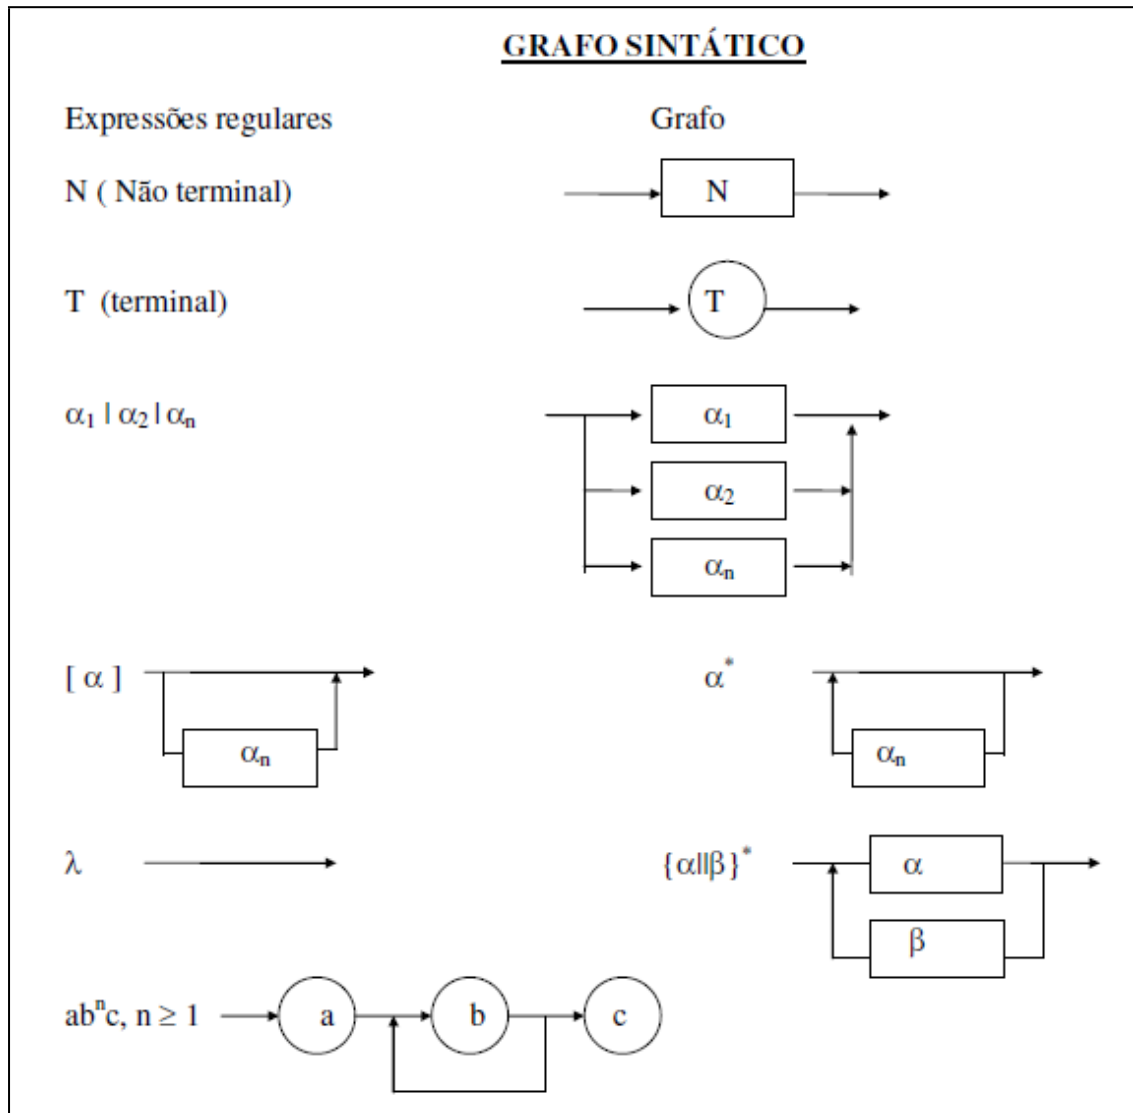 GRAFO SINTÁTICO
Expressões regulares Grafo
N ( Não terminal) N
T (terminal) T
α₁ | α₂ | αₙ α₁
α₂
αₙ
[ α ] α*
αₙ αₙ
λ {α||β}* α
β
abⁿc, n ≥ 1 a b c